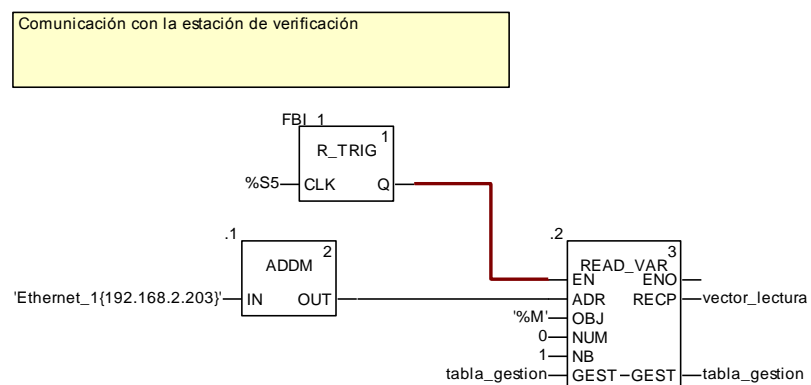 Comunicación con la estación de verificación
FBI_1
1
R_TRIG
%S5 CLK Q
.1
2
ADDM
'Ethernet_1{192.168.2.203}' IN OUT
.2
3
READ_VAR
EN ENO
ADR RECP vector_lectura
'%M' OBJ
0 NUM
1 NB
tabla_gestion GEST GEST tabla_gestion